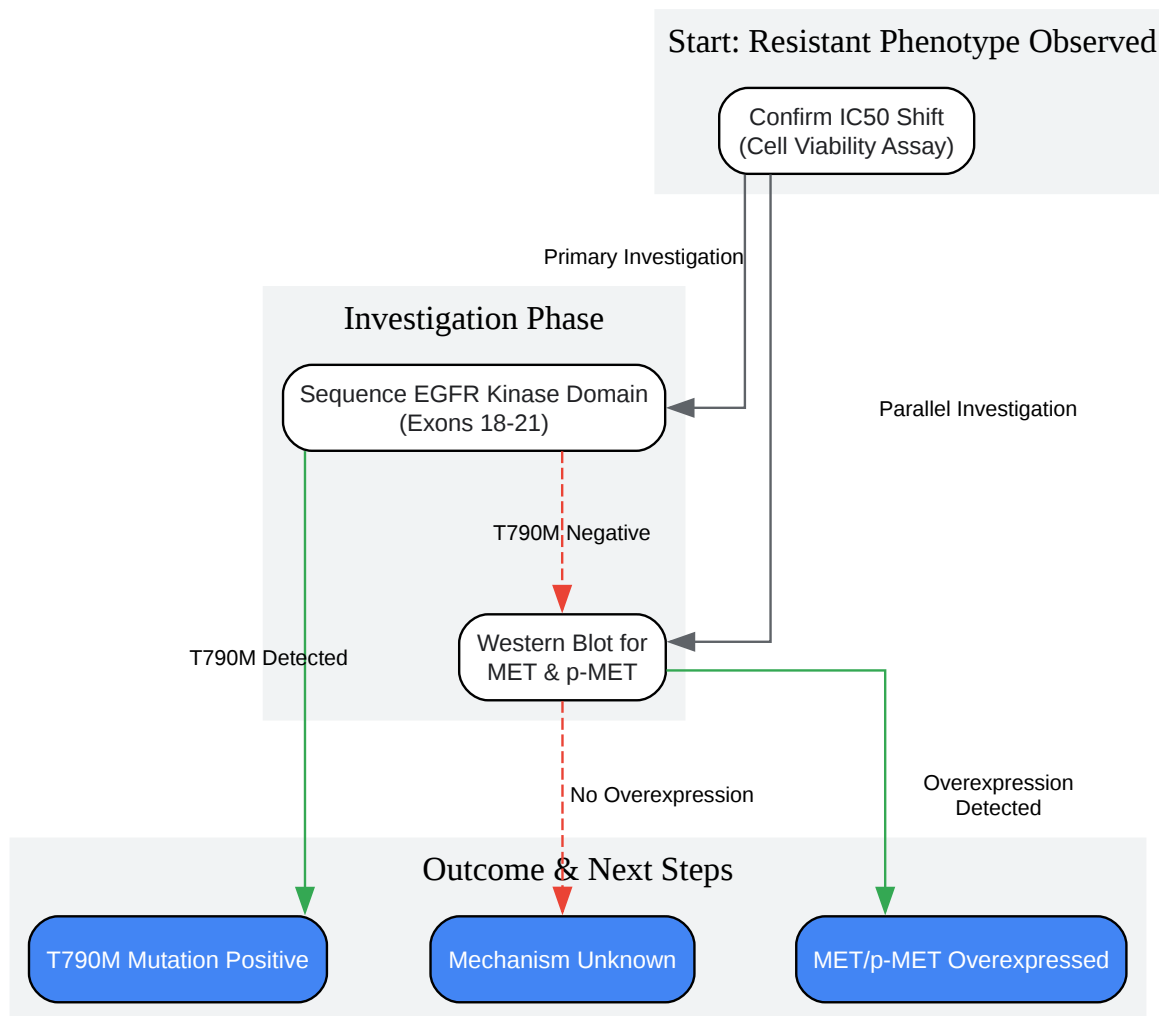 Start: Resistant Phenotype Observed
Confirm IC50 Shift
(Cell Viability Assay)
Primary Investigation
Investigation Phase
Sequence EGFR Kinase Domain
(Exons 18-21)
Parallel Investigation
T790M Negative
Western Blot for
MET & p-MET
T790M Detected
No Overexpression
Overexpression
Detected
Outcome & Next Steps
T790M Mutation Positive
Mechanism Unknown
MET/p-MET Overexpressed